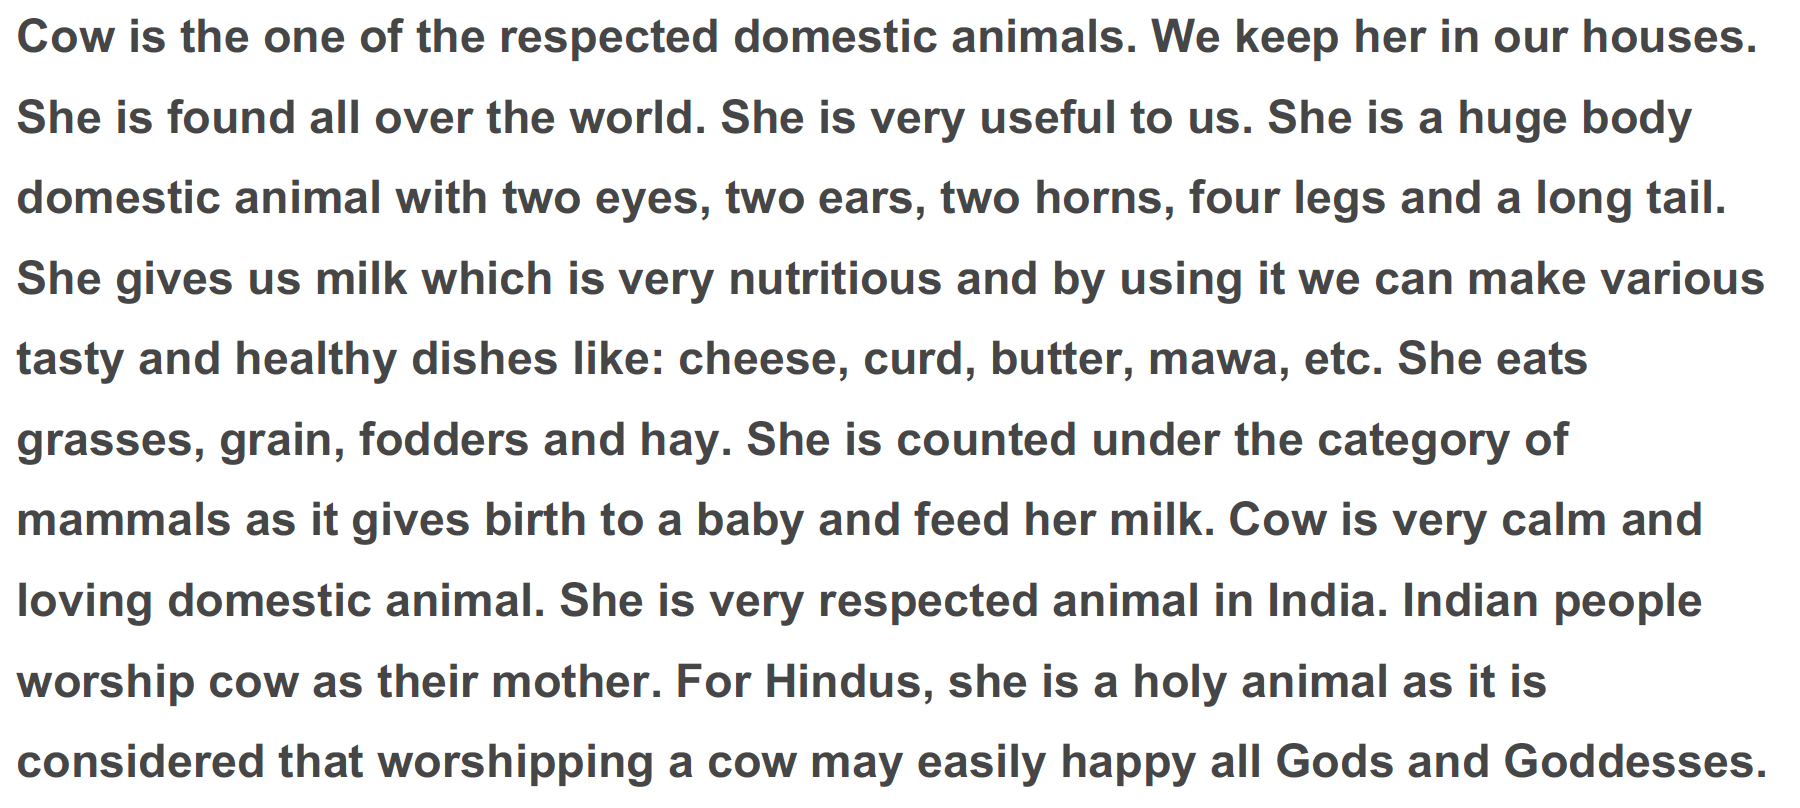 Cow is the one of the respected domestic animals. We keep her in our houses.
She is found all over the world. She is very useful to us. She is a huge body
domestic animal with two eyes, two ears, two horns, four legs and a long tail.
She gives us milk which is very nutritious and by using it we can make various
tasty and healthy dishes like: cheese, curd, butter, mawa, etc. She eats
grasses, grain, fodders and hay. She is counted under the category of
mammals as it gives birth to a baby and feed her milk. Cow is very calm and
loving domestic animal. She is very respected animal in India. Indian people
worship cow as their mother. For Hindus, she is a holy animal as it is
considered that worshipping a cow may easily happy all Gods and Goddesses.